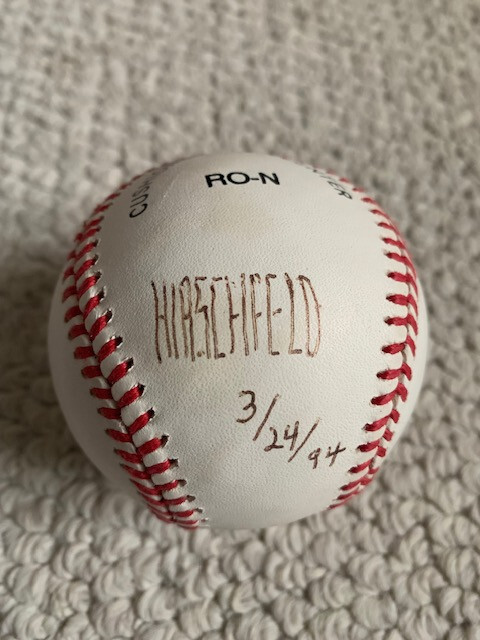 RO-N
HIRSCHFELD
3/24/94